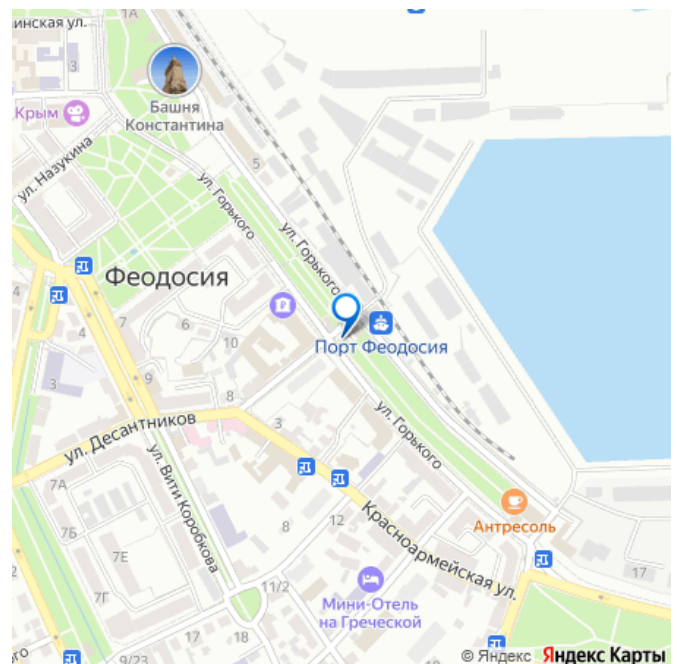 инская ул.
1А
3
Крым
Башня
Константина
ул. Назукина
5
ул. Горького
ул. Горького
Феодосия
7
6
10
Порт Феодосия
3
9
8
3
ул. Десантников
ул. Горького
7А
ул. Вити Коробкова
7Б
8
12
Антресоль
7Е
Красноармейская ул.
2
7Г
11/2
17
Мини-Отель
на Греческой
17
18
9/23
© Яндекс Яндекс Карты